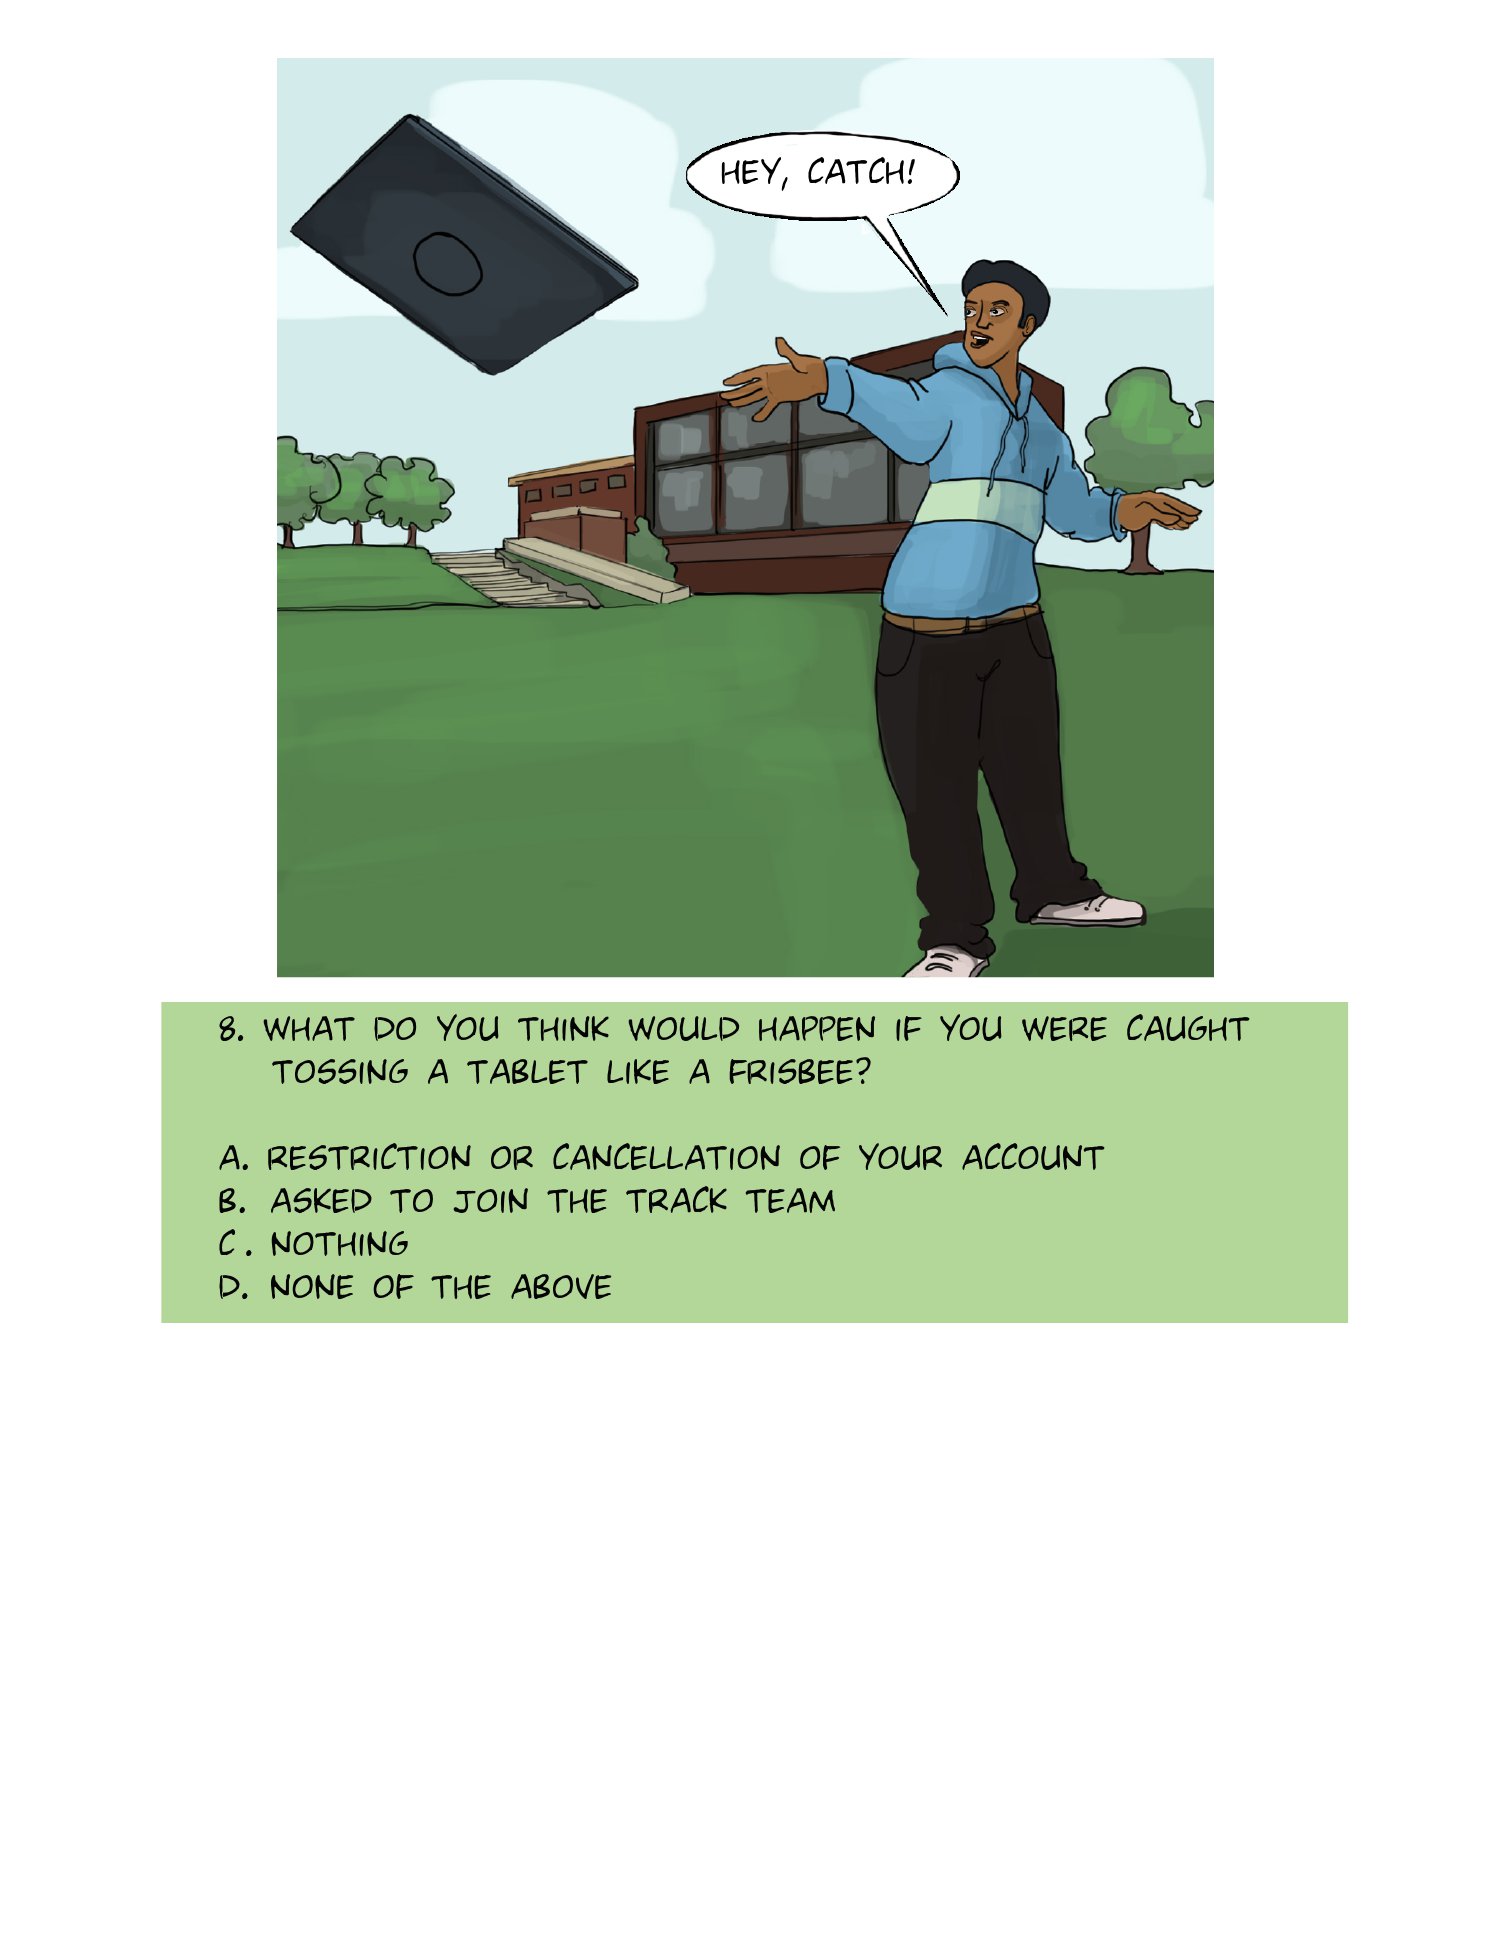 HEY, CATCH!
8. WHAT DO YOU THINK WOULD HAPPEN IF YOU WERE CAUGHT
TOSSING A TABLET LIKE A FRISBEE?
A. RESTRICTION OR CANCELLATION OF YOUR ACCOUNT
B. ASKED TO JOIN THE TRACK TEAM
C. NOTHING
D. NONE OF THE ABOVE